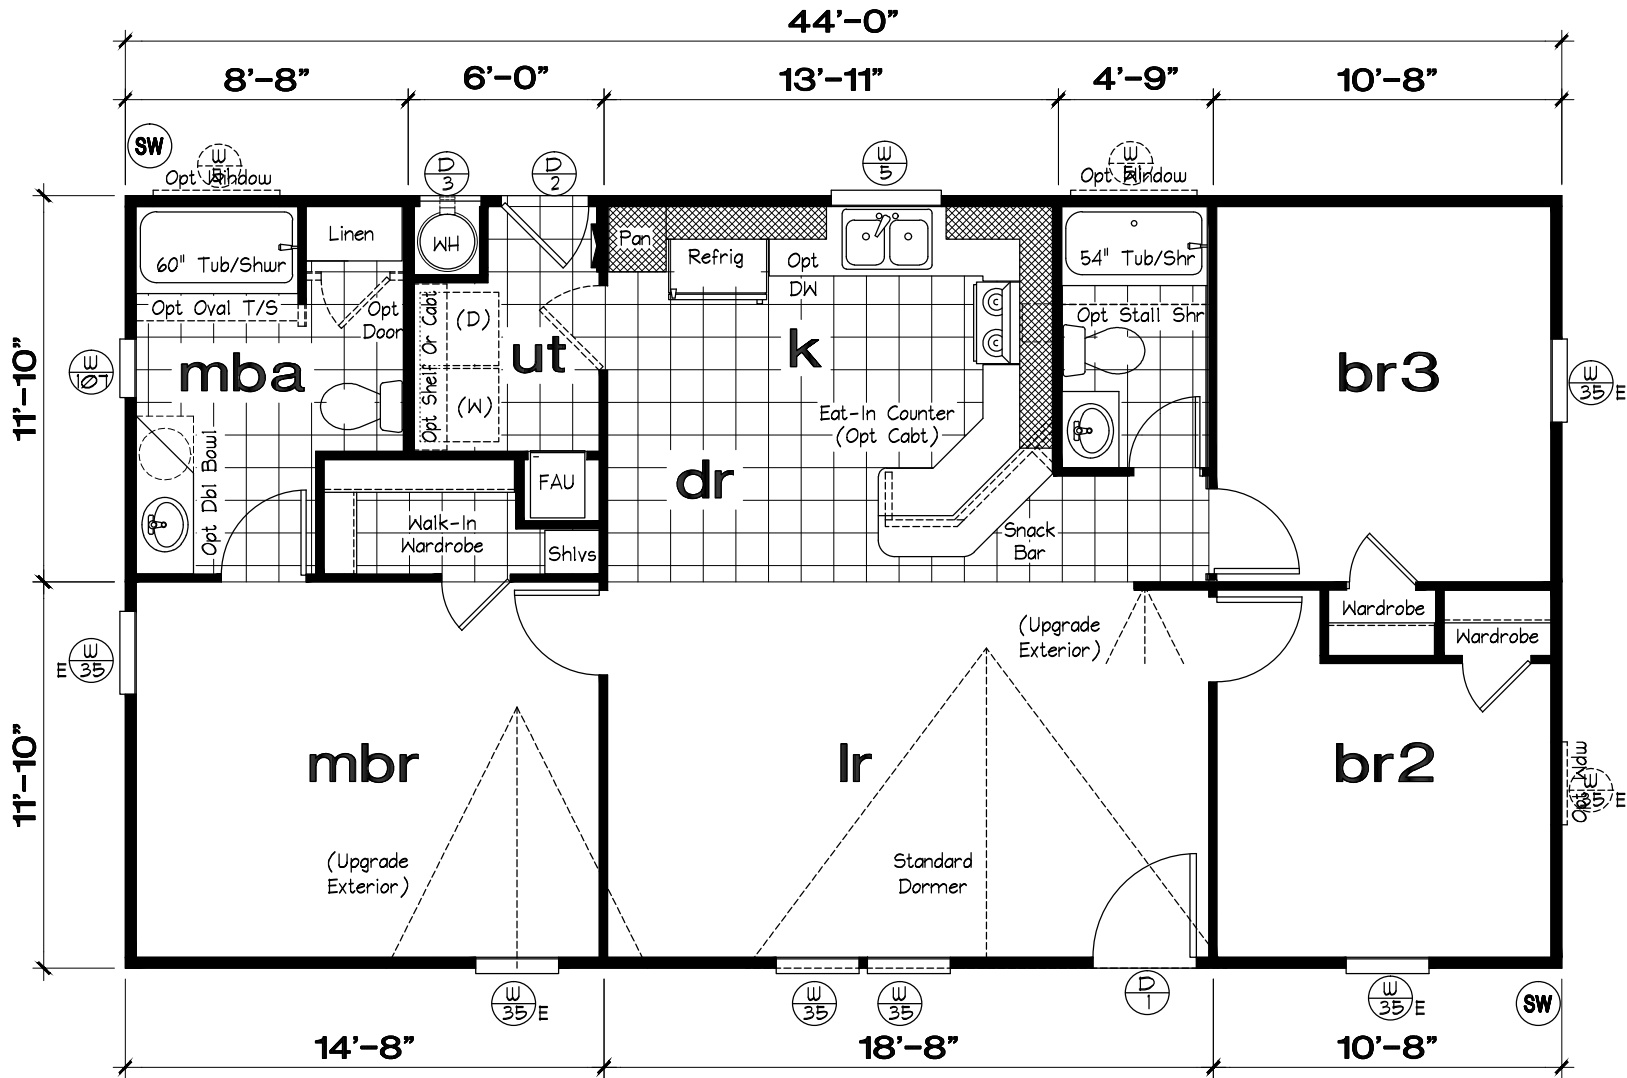 44'-0"
8'-8"
6'-0"
13'-11"
4'-9"
10'-8"
SW
W
5
Opt Window
D
3
D
2
W
5
W
5
Opt Window
WH
Linen
60" Tub/Shwr
Opt Oval T/S
Opt
Door
Pan
Refrig
Opt
DW
54" Tub/Shr
Opt Stall Shr
Opt Shelf Or Cabt
(D)
(W)
11'-10"
W
107
mba
ut
k
br3
W
35 E
Eat-In Counter
(Opt Cabt)
Opt Dbl Bowl
dr
FAU
Walk-In
Wardrobe
Shlvs
Snack
Bar
Wardrobe
Wardrobe
(Upgrade
Exterior)
E
W
35
11'-10"
mbr
lr
br2
Opt Wdw
W
35 E
(Upgrade
Exterior)
Standard
Dormer
W
35 E
W
35
W
35
D
1
W
35 E
SW
14'-8"
18'-8"
10'-8"